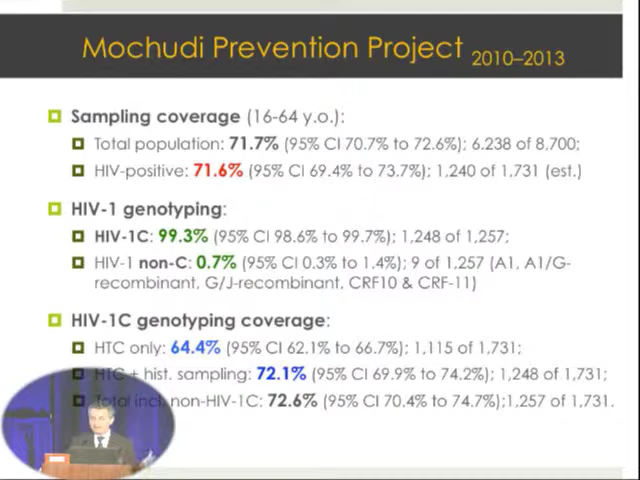 Mochudi Prevention Project 2010–2013
Sampling coverage (16-64 y.o.):
Total population: 71.7% (95% CI 70.7% to 72.6%); 6,238 of 8,700;
HIV-positive: 71.6% (95% CI 69.4% to 73.7%); 1,240 of 1,731 (est.)
HIV-1 genotyping:
HIV-1C: 99.3% (95% CI 98.6% to 99.7%); 1,248 of 1,257;
HIV-1 non-C: 0.7% (95% CI 0.3% to 1.4%); 9 of 1,257 (A1, A1/G-
recombinant, G/J-recombinant, CRF10 & CRF-11)
HIV-1C genotyping coverage:
HTC only: 64.4% (95% CI 62.1% to 66.7%); 1,115 of 1,731;
HTC + hist. sampling: 72.1% (95% CI 69.9% to 74.2%); 1,248 of 1,731;
Total incl. non-HIV-1C: 72.6% (95% CI 70.4% to 74.7%);1,257 of 1,731.